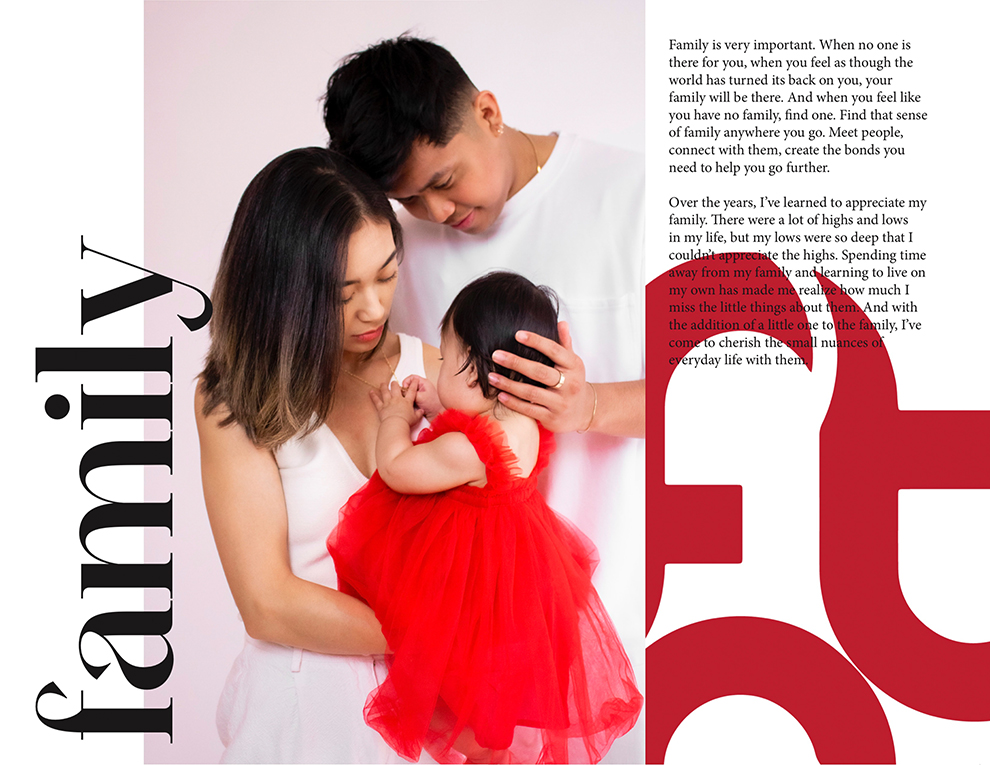 family
Family is very important. When no one is
there for you, when you feel as though the
world has turned its back on you, your
family will be there. And when you feel like
you have no family, find one. Find that sense
of family anywhere you go. Meet people,
connect with them, create the bonds you
need to help you go further.
Over the years, I've learned to appreciate my
family. There were a lot of highs and lows
in my life, but my lows were so deep that I
couldn't appreciate the highs. Spending time
away from my family and learning to live on
my own has made me realize how much I
miss the little things about them. And with
the addition of a little one to the family, I've
come to cherish the small nuances of
everyday life with them.